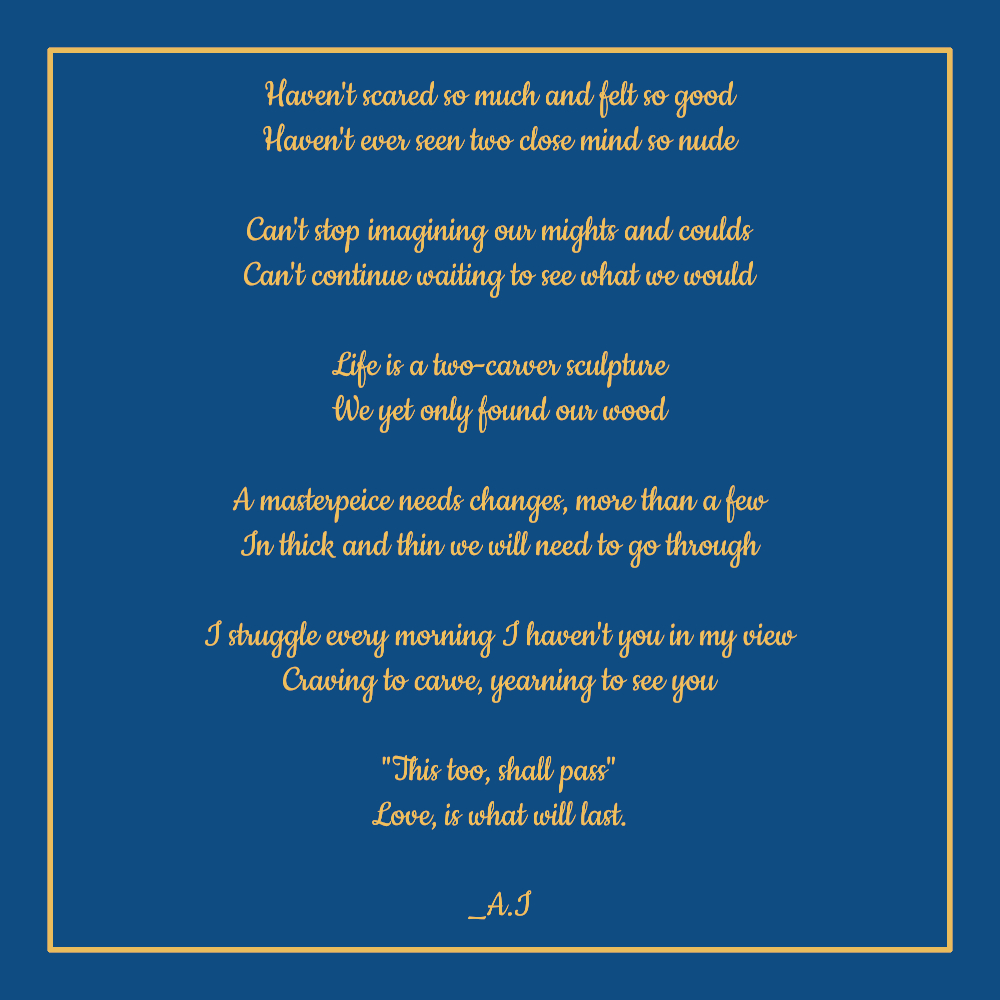 Haven't scared so much and felt so good
Haven't ever seen two close mind so nude
Can't stop imagining our mights and coulds
Can't continue waiting to see what we would
Life is a two-carver sculpture
We yet only found our wood
A masterpeice needs changes, more than a few
In thick and thin we will need to go through
I struggle every morning I haven't you in my view
Craving to carve, yearning to see you
"This too, shall pass"
Love, is what will last.
_A.I